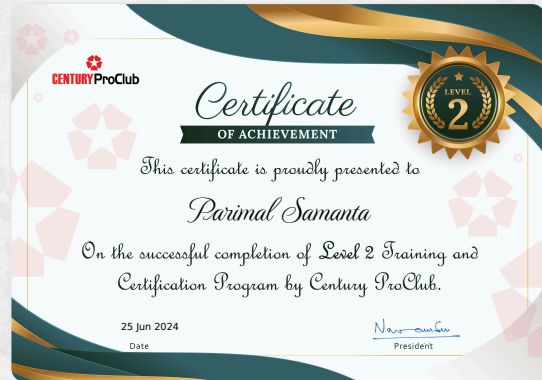 CENTURY ProClub
LEVEL
2
Certificate
OF ACHIEVEMENT
This certificate is proudly presented to
Parimal Samanta
On the successful completion of Level 2 Training and
Certification Program by Century ProClub.
25 Jun 2024
Date
President